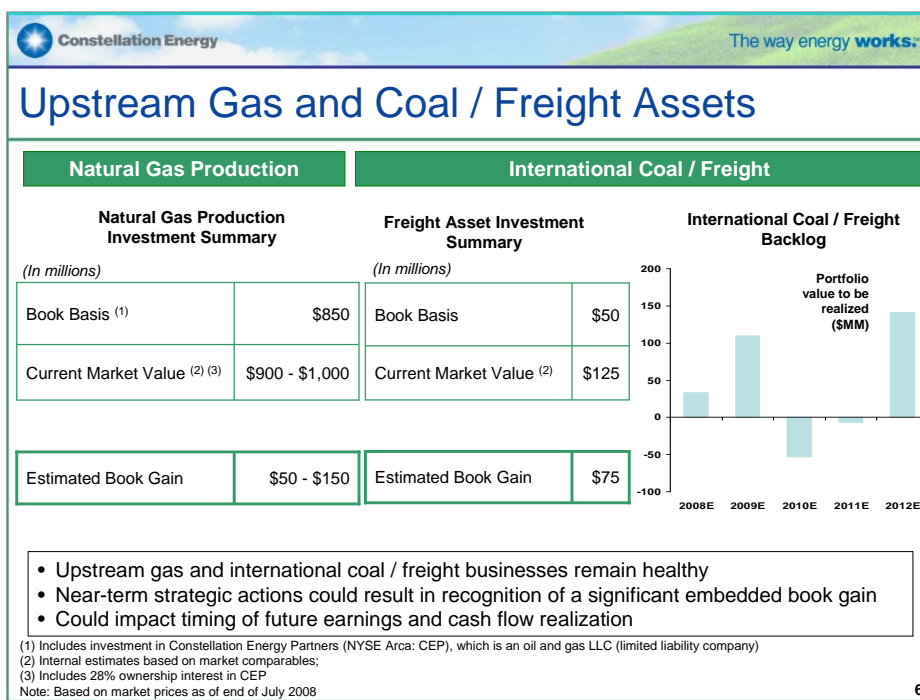 Constellation Energy
The way energy works.℠
Upstream Gas and Coal / Freight Assets
Natural Gas Production
International Coal / Freight
Natural Gas Production
Investment Summary
(In millions)
Book Basis (1) $850
Current Market Value (2) (3) $900 - $1,000
Estimated Book Gain $50 - $150
Freight Asset Investment
Summary
(In millions)
Book Basis $50
Current Market Value (2) $125
Estimated Book Gain $75
International Coal / Freight
Backlog
Portfolio
value to be
realized
($MM)
200
150
100
50
0
-50
-100
2008E 2009E 2010E 2011E 2012E
• Upstream gas and international coal / freight businesses remain healthy
• Near-term strategic actions could result in recognition of a significant embedded book gain
• Could impact timing of future earnings and cash flow realization
(1) Includes investment in Constellation Energy Partners (NYSE Arca: CEP), which is an oil and gas LLC (limited liability company)
(2) Internal estimates based on market comparables;
(3) Includes 28% ownership interest in CEP
Note: Based on market prices as of end of July 2008
6